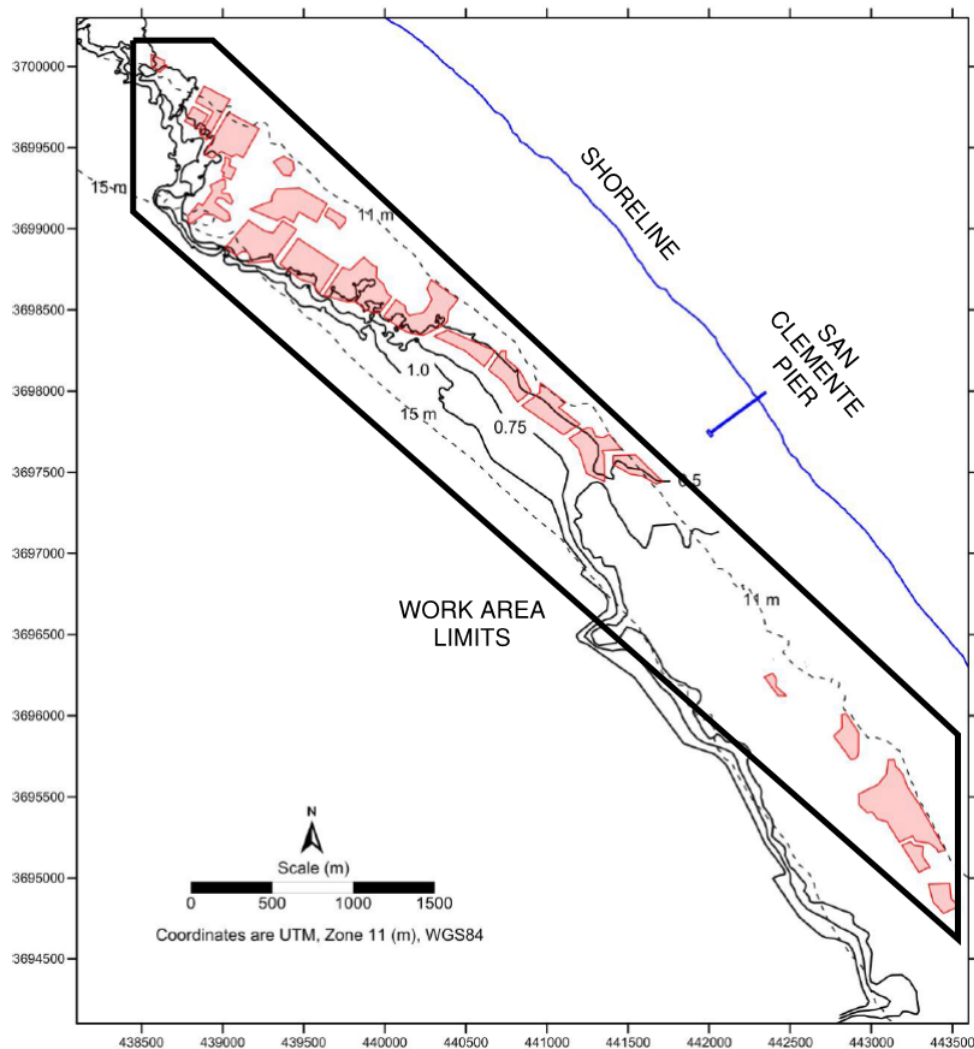 3700000
3699500
3699000
3698500
3698000
3697500
3697000
3696500
3696000
3695500
3695000
3694500
15 m
11 m
SHORELINE
SAN
CLEMENTE
PIER
1.0
15 m
0.75
0.5
11 m
WORK AREA
LIMITS
N
Scale (m)
0 500 1000 1500
Coordinates are UTM, Zone 11 (m), WGS84
438500 439000 439500 440000 440500 441000 441500 442000 442500 443000 443500